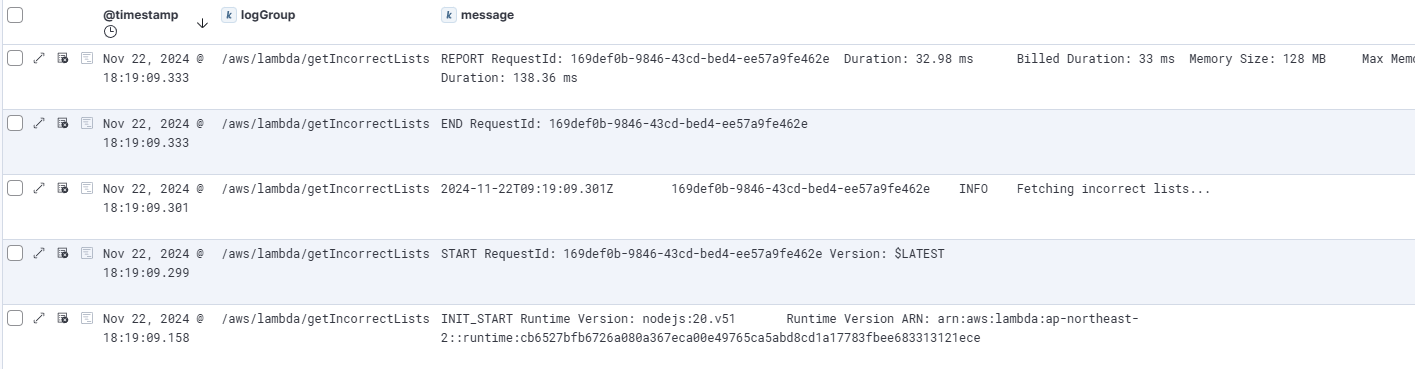 @timestamp k logGroup k message
Nov 22, 2024 @ /aws/lambda/getIncorrectLists REPORT RequestId: 169def0b-9846-43cd-bed4-ee57a9fe462e Duration: 32.98 ms Billed Duration: 33 ms Memory Size: 128 MB Max Memo
18:19:09.333 Duration: 138.36 ms
Nov 22, 2024 @ /aws/lambda/getIncorrectLists END RequestId: 169def0b-9846-43cd-bed4-ee57a9fe462e
18:19:09.333
Nov 22, 2024 @ /aws/lambda/getIncorrectLists 2024-11-22T09:19:09.301Z 169def0b-9846-43cd-bed4-ee57a9fe462e INFO Fetching incorrect lists...
18:19:09.301
Nov 22, 2024 @ /aws/lambda/getIncorrectLists START RequestId: 169def0b-9846-43cd-bed4-ee57a9fe462e Version: $LATEST
18:19:09.299
Nov 22, 2024 @ /aws/lambda/getIncorrectLists INIT_START Runtime Version: nodejs:20.v51 Runtime Version ARN: arn:aws:lambda:ap-northeast-
18:19:09.158 2::runtime:cb6527bfb6726a080a367eca00e49765ca5abd8cd1a17783fbee683313121ece